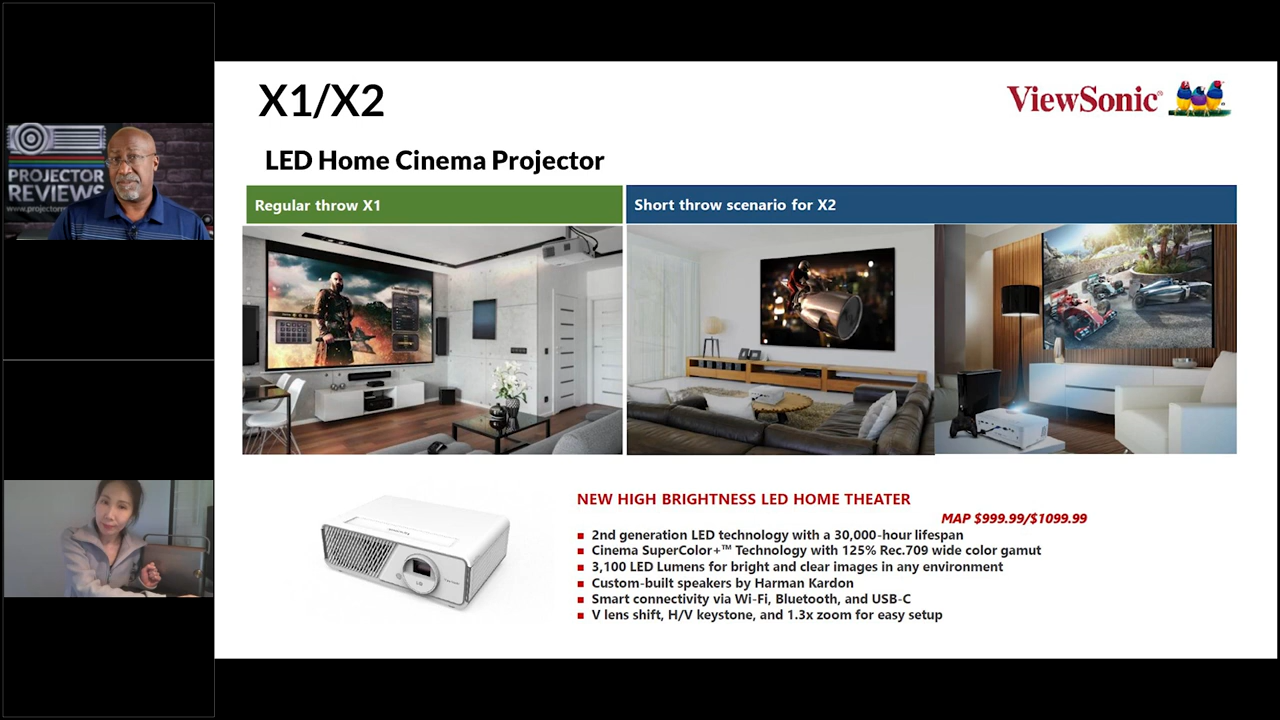 PROJECTOR
REVIEWS
X1/X2
ViewSonic®
LED Home Cinema Projector
Regular throw X1
Short throw scenario for X2
NEW HIGH BRIGHTNESS LED HOME THEATER
MAP $999.99/$1099.99
2nd generation LED technology with a 30,000-hour lifespan
Cinema SuperColor+™ Technology with 125% Rec.709 wide color gamut
3,100 LED Lumens for bright and clear images in any environment
Custom-built speakers by Harman Kardon
Smart connectivity via Wi-Fi, Bluetooth, and USB-C
V lens shift, H/V keystone, and 1.3x zoom for easy setup